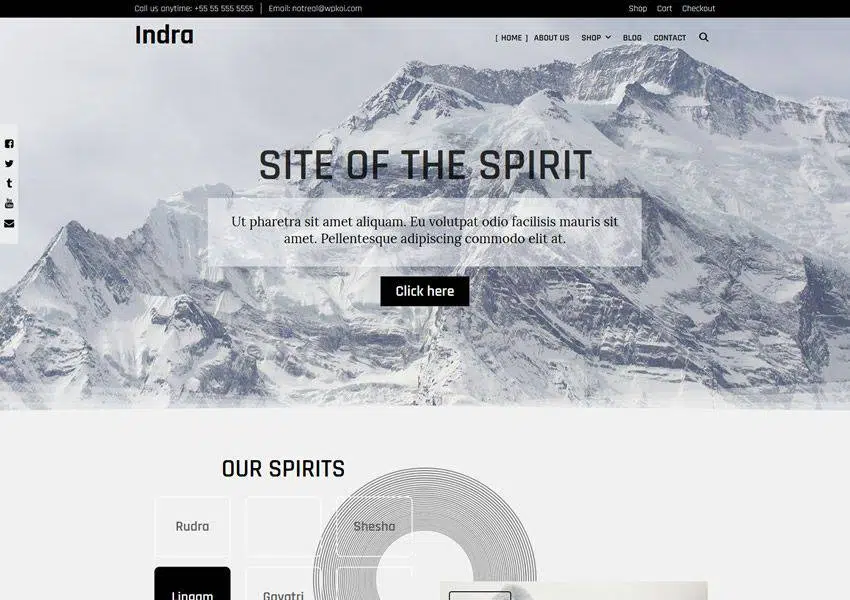 Call us anytime: +55 55 555 5555 Email: notreal@wpkoi.com Shop Cart Checkout
Indra
[ HOME ] ABOUT US SHOP BLOG CONTACT
SITE OF THE SPIRIT
Ut pharetra sit amet aliquam. Eu volutpat odio facilisis mauris sit
amet. Pellentesque adipiscing commodo elit at.
Click here
OUR SPIRITS
Rudra Shesha
Lingam Gayatri